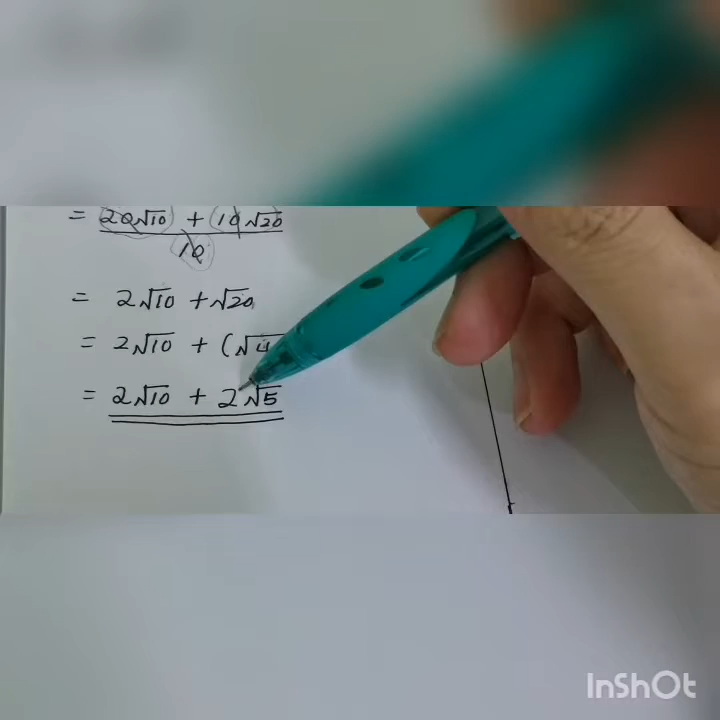 = 20√10 + 10√20
10
= 2√10 + √20
= 2√10 + (√4
= 2√10 + 2√5
InShOt